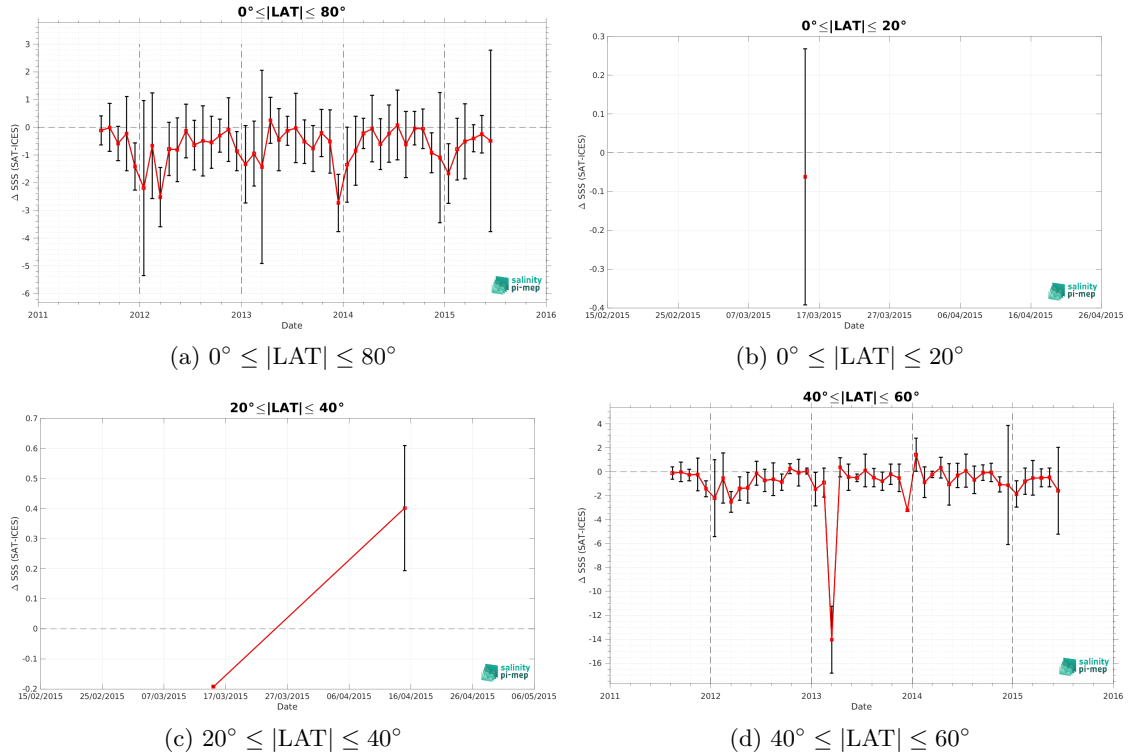 0°≤|LAT|≤ 80°
3
2
1
0
-1
-2
-3
-4
-5
-6
Δ SSS (SAT-ICES)
2011 2012 2013 2014 2015 2016
Date
salinity
pi-mep
(a) 0° ≤ |LAT| ≤ 80°
0°≤|LAT|≤ 20°
0.3
0.2
0.1
0
-0.1
-0.2
-0.3
-0.4
Δ SSS (SAT-ICES)
15/02/2015 25/02/2015 07/03/2015 17/03/2015 27/03/2015 06/04/2015 16/04/2015 26/04/2015
Date
salinity
pi-mep
(b) 0° ≤ |LAT| ≤ 20°
20°≤|LAT|≤ 40°
0.7
0.6
0.5
0.4
0.3
0.2
0.1
0
-0.1
-0.2
Δ SSS (SAT-ICES)
15/02/2015 25/02/2015 07/03/2015 17/03/2015 27/03/2015 06/04/2015 16/04/2015 26/04/2015 06/05/2015
Date
salinity
pi-mep
(c) 20° ≤ |LAT| ≤ 40°
40°≤|LAT|≤ 60°
4
2
0
-2
-4
-6
-8
-10
-12
-14
-16
Δ SSS (SAT-ICES)
2011 2012 2013 2014 2015 2016
Date
salinity
pi-mep
(d) 40° ≤ |LAT| ≤ 60°